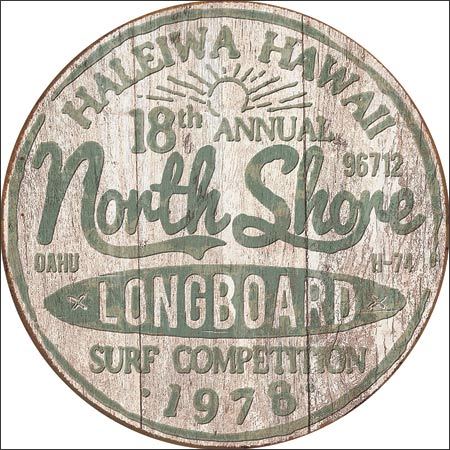 HALEIWA HAWAII
18th ANNUAL
96712
North Shore
OAHU
H-74
LONGBOARD
SURF COMPETITION
· 1978 ·